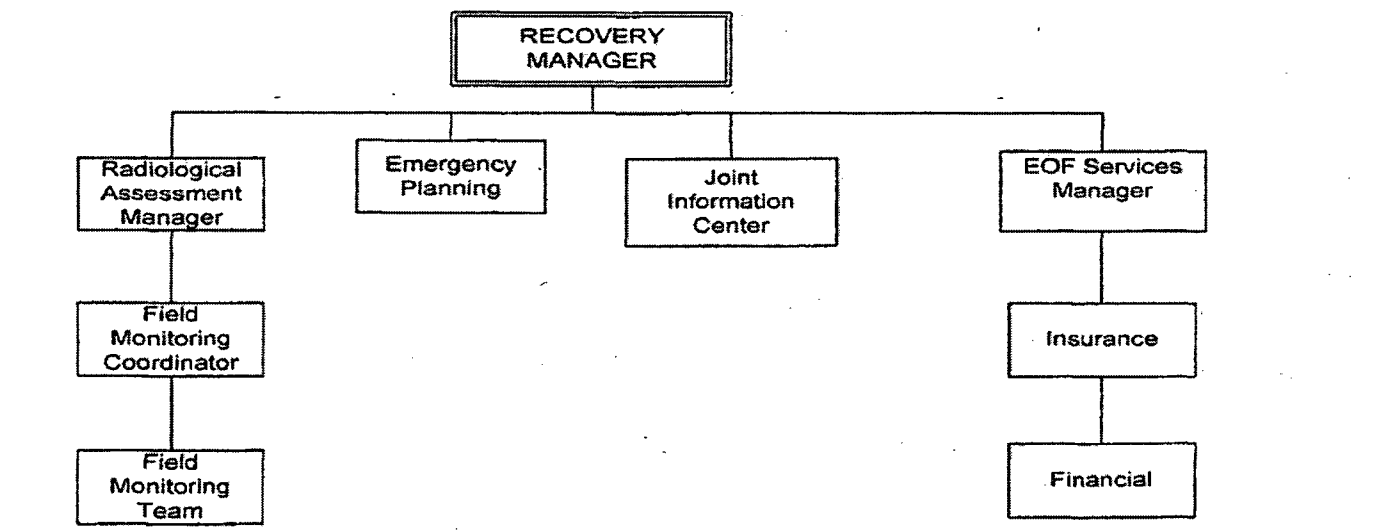 RECOVERY
MANAGER
Radiological
Assessment
Manager
Emergency
Planning
Joint
Information
Center
EOF Services
Manager
Field
Monitoring
Coordinator
Insurance
Field
Monitoring
Team
Financial